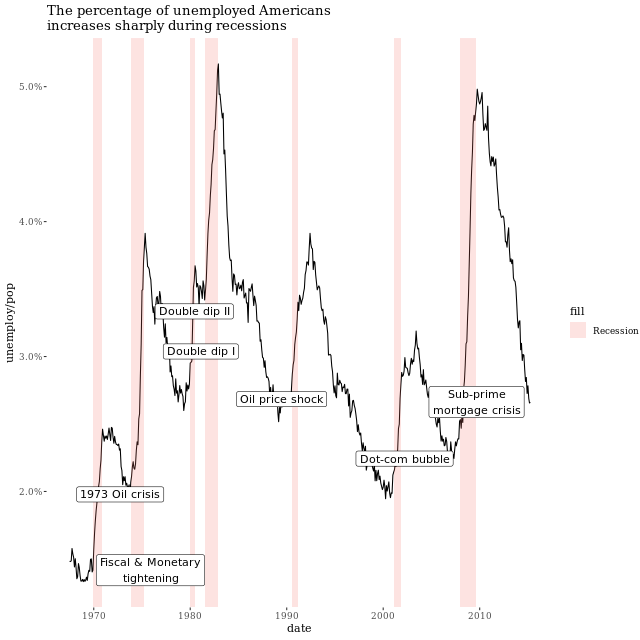 The percentage of unemployed Americans
increases sharply during recessions
5.0%
4.0%
3.0%
2.0%
unemploy/pop
Double dip II
Double dip I
Oil price shock
Sub-prime
mortgage crisis
Dot-com bubble
1973 Oil crisis
Fiscal & Monetary
tightening
fill
Recession
1970
1980
1990
2000
2010
date